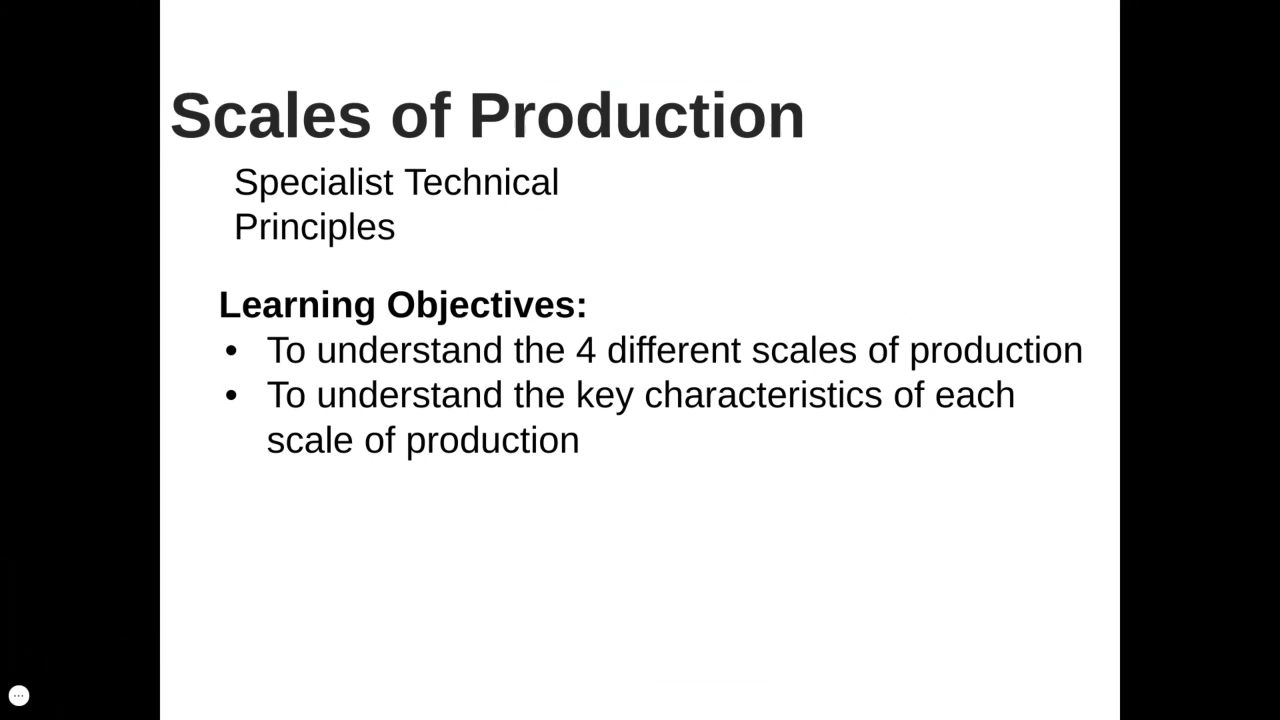 Scales of Production
Specialist Technical
Principles
Learning Objectives:
• To understand the 4 different scales of production
• To understand the key characteristics of each
scale of production